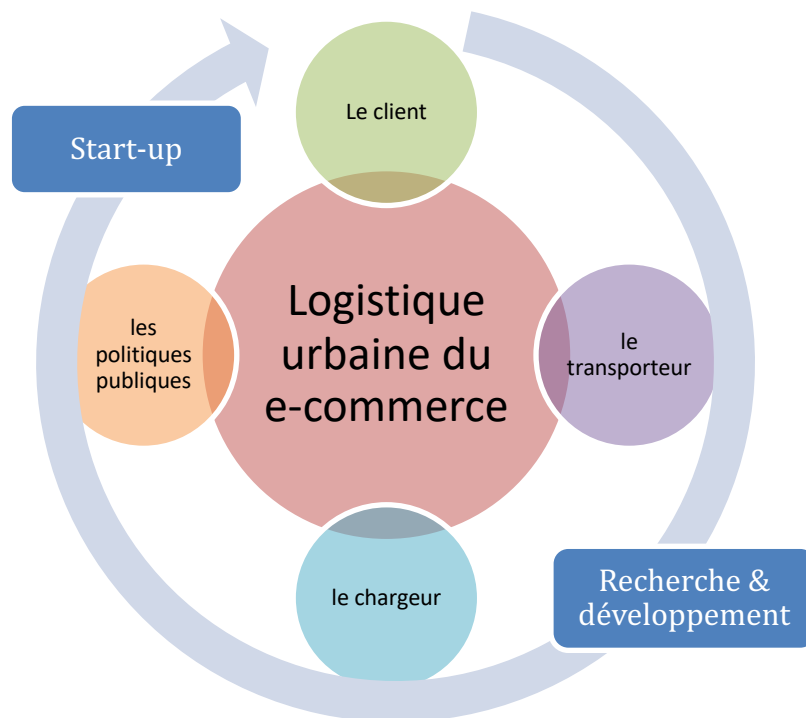 Le client
Start-up
les
politiques
publiques
Logistique
urbaine du
e-commerce
le
transporteur
le chargeur
Recherche &
développement